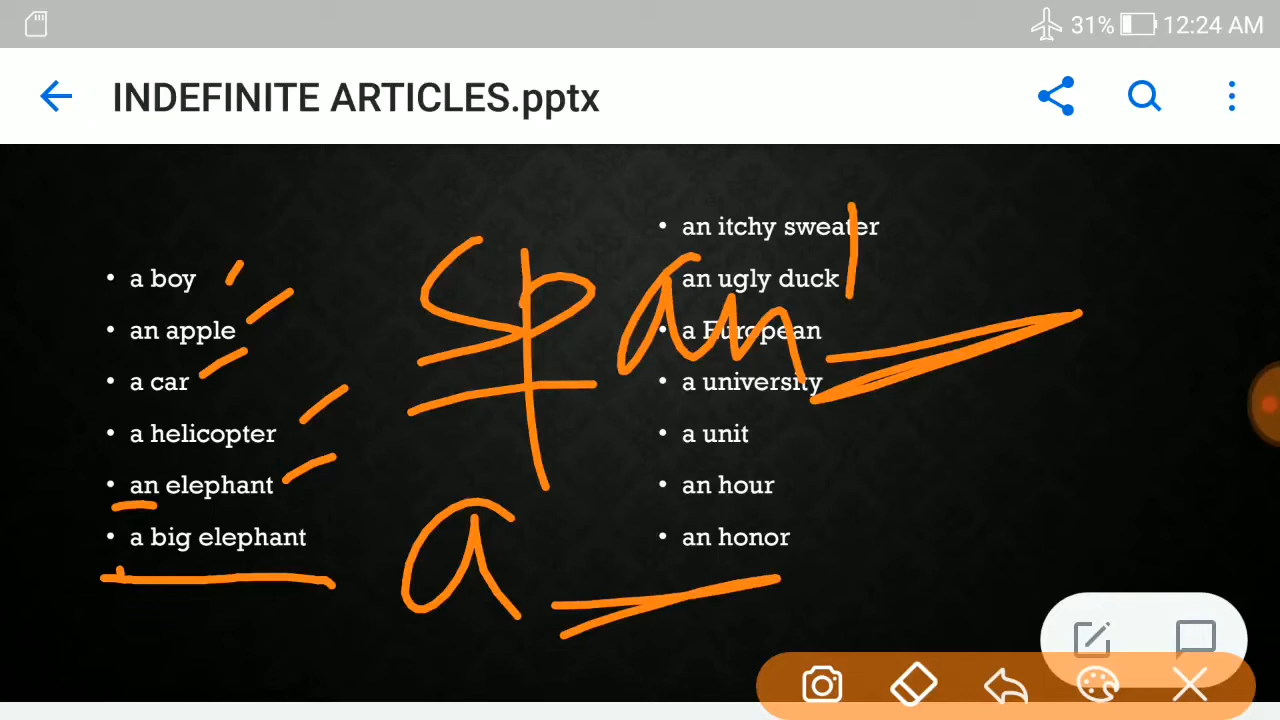 31% 12:24 AM
INDEFINITE ARTICLES.pptx
• a boy
• an apple
• a car
• a helicopter
• an elephant
• a big elephant
• an itchy sweater
• an ugly duck
• a European
• a university
• a unit
• an hour
• an honor
sp an
a